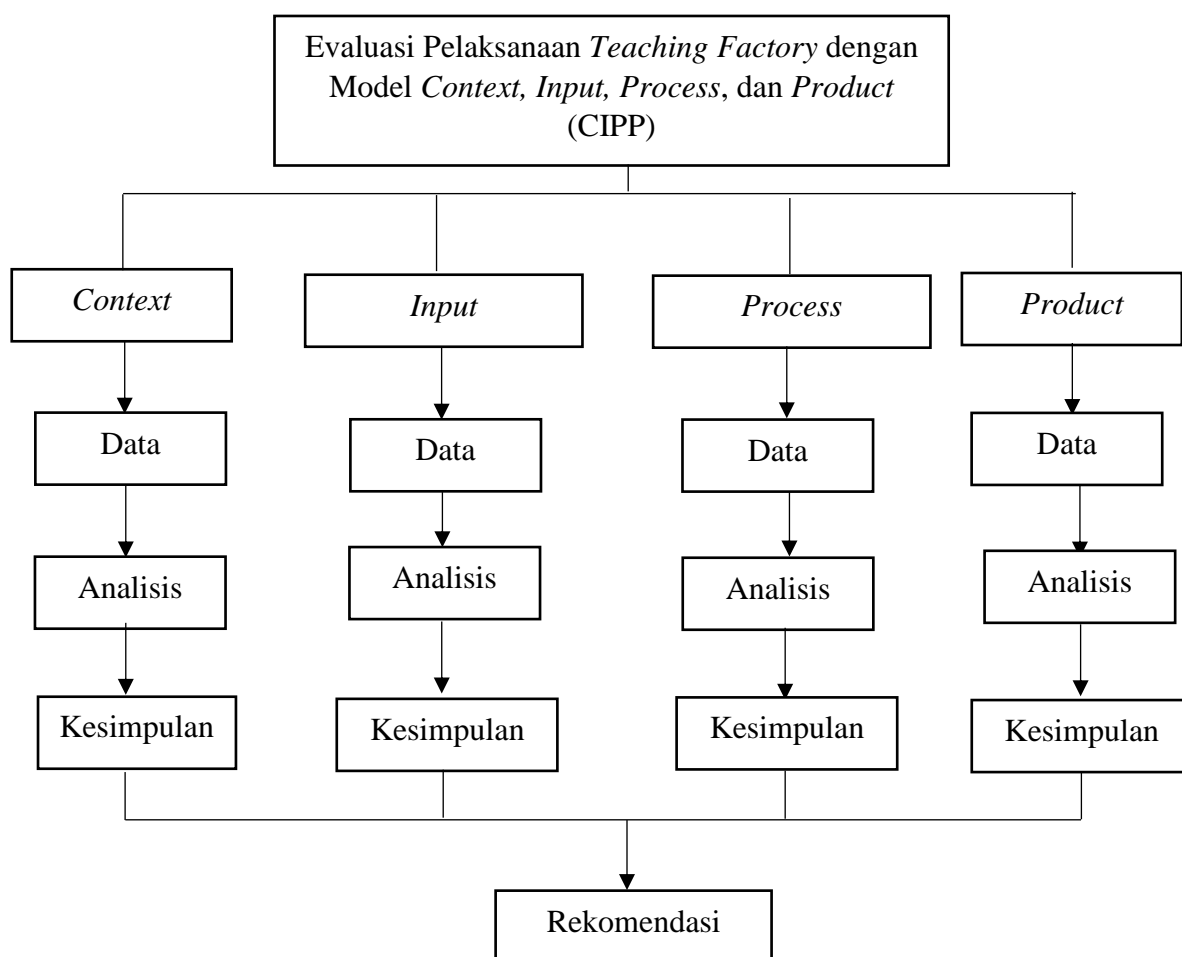 Evaluasi Pelaksanaan Teaching Factory dengan
Model Context, Input, Process, dan Product
(CIPP)
Context
Input
Process
Product
Data
Data
Data
Data
Analisis
Analisis
Analisis
Analisis
Kesimpulan
Kesimpulan
Kesimpulan
Kesimpulan
Rekomendasi